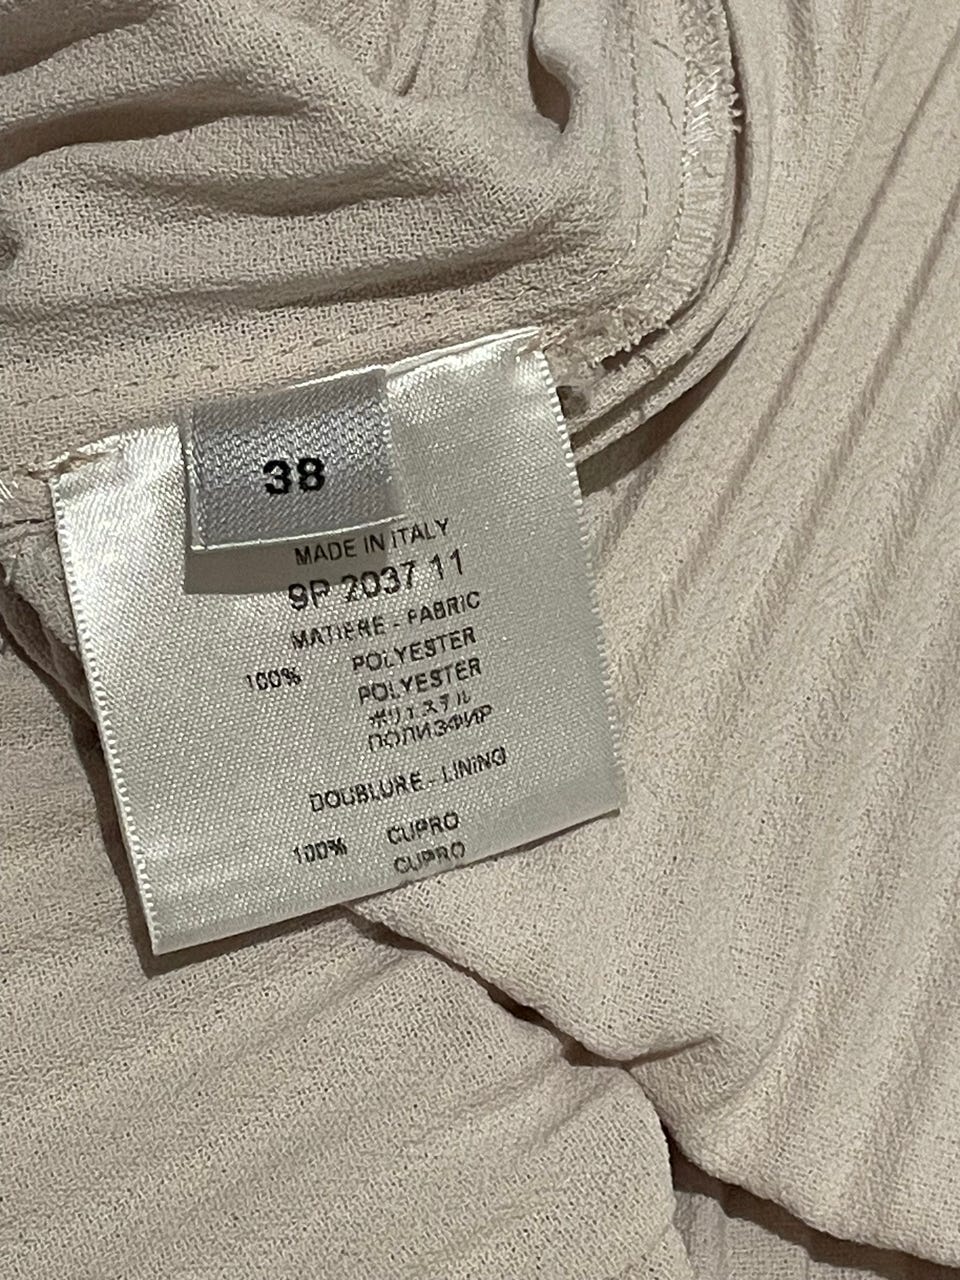 38
MADE IN ITALY
9P 2037 11
MATIERE - FABRIC
100% POLYESTER
POLYESTER
ポリエステル
ПОЛИЭФИР
DOUBLURE - LINING
100% CUPRO
CUPRO